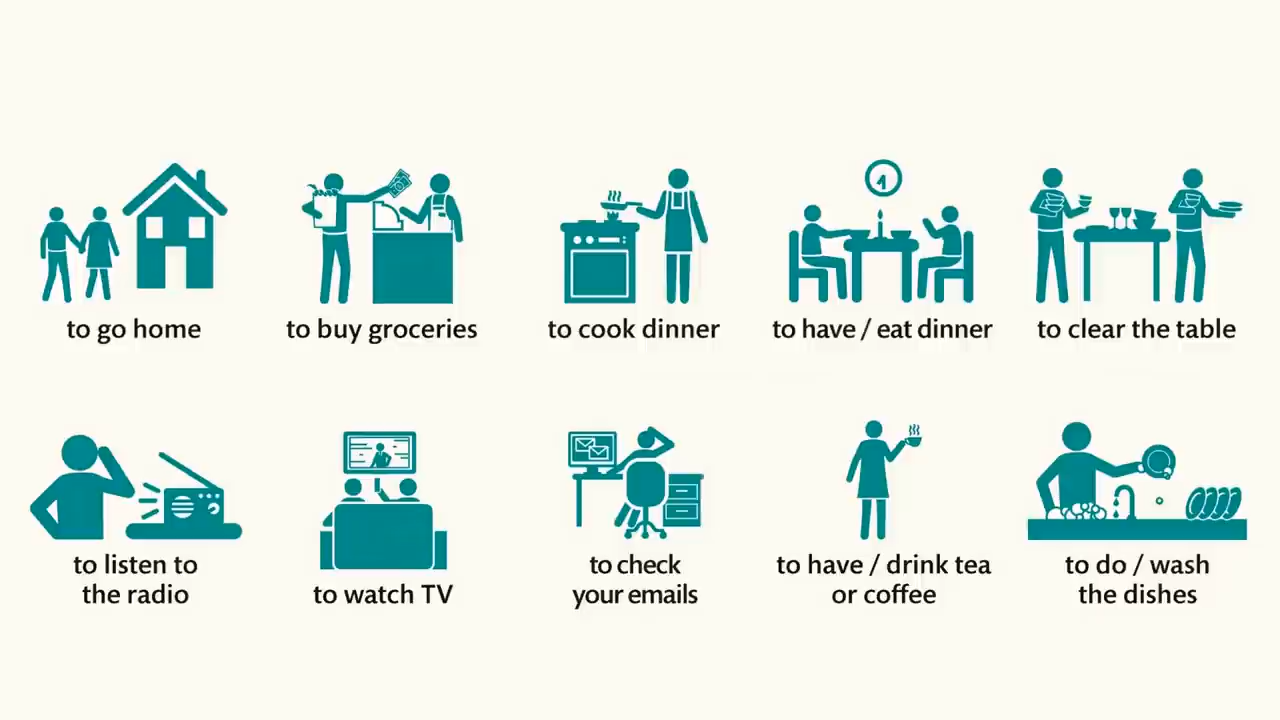 to go home
to buy groceries
to cook dinner
to have / eat dinner
to clear the table
to listen to
the radio
to watch TV
to check
your emails
to have / drink tea
or coffee
to do / wash
the dishes